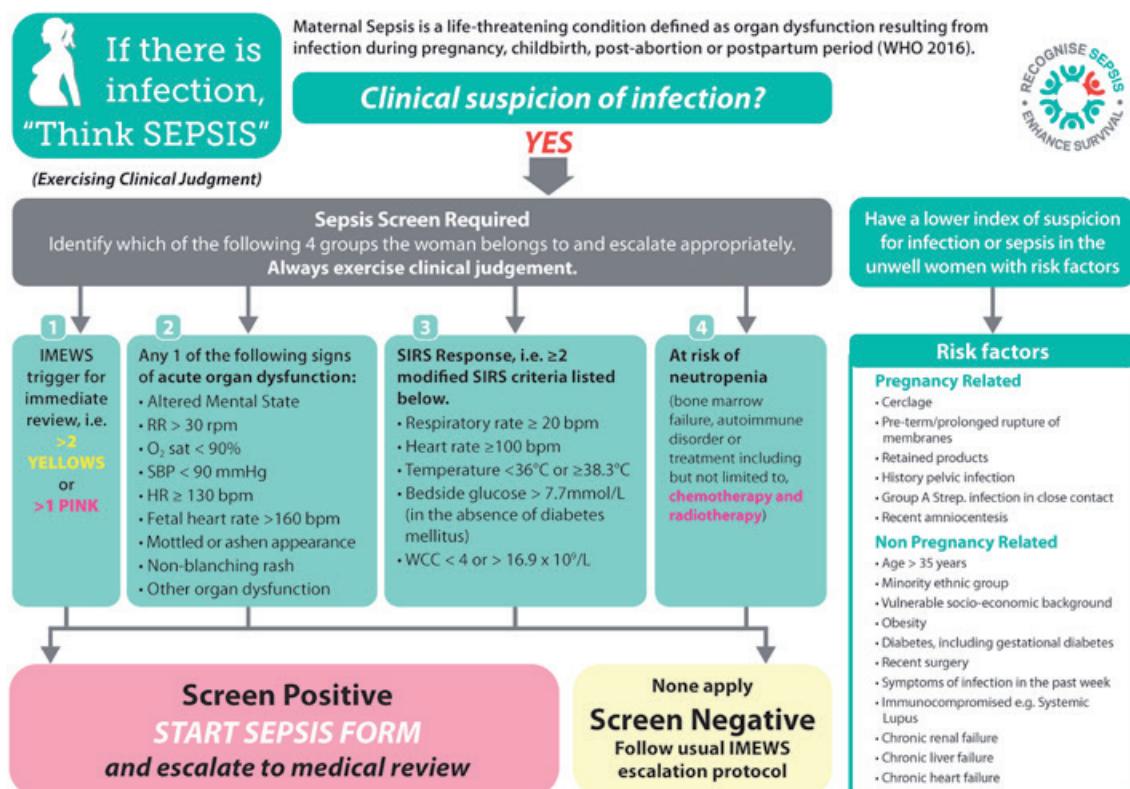 If there is
infection,
"Think SEPSIS"
(Exercising Clinical Judgment)
Maternal Sepsis is a life-threatening condition defined as organ dysfunction resulting from
infection during pregnancy, childbirth, post-abortion or postpartum period (WHO 2016).
Clinical suspicion of infection?
RECOGNISE SEPSIS
• ENHANCE SURVIVAL •
YES
Sepsis Screen Required
Identify which of the following 4 groups the woman belongs to and escalate appropriately.
Always exercise clinical judgement.
1
IMEWS
trigger for
immediate
review, i.e.
>2
YELLOWS
or
>1 PINK
2
Any 1 of the following signs
of acute organ dysfunction:
• Altered Mental State
• RR > 30 rpm
• O₂ sat < 90%
• SBP < 90 mmHg
• HR ≥ 130 bpm
• Fetal heart rate >160 bpm
• Mottled or ashen appearance
• Non-blanching rash
• Other organ dysfunction
3
SIRS Response, i.e. ≥2
modified SIRS criteria listed
below.
• Respiratory rate ≥ 20 bpm
• Heart rate ≥100 bpm
• Temperature <36°C or ≥38.3°C
• Bedside glucose > 7.7mmol/L
(in the absence of diabetes
mellitus)
• WCC < 4 or > 16.9 x 10⁹/L
4
At risk of
neutropenia
(bone marrow
failure, autoimmune
disorder or
treatment including
but not limited to,
chemotherapy and
radiotherapy)
Screen Positive
START SEPSIS FORM
and escalate to medical review
None apply
Screen Negative
Follow usual IMEWS
escalation protocol
Have a lower index of suspicion
for infection or sepsis in the
unwell women with risk factors
Risk factors
Pregnancy Related
• Cerclage
• Pre-term/prolonged rupture of
membranes
• Retained products
• History pelvic infection
• Group A Strep. infection in close contact
• Recent amniocentesis
Non Pregnancy Related
• Age > 35 years
• Minority ethnic group
• Vulnerable socio-economic background
• Obesity
• Diabetes, including gestational diabetes
• Recent surgery
• Symptoms of infection in the past week
• Immunocompromised e.g. Systemic
Lupus
• Chronic renal failure
• Chronic liver failure
• Chronic heart failure